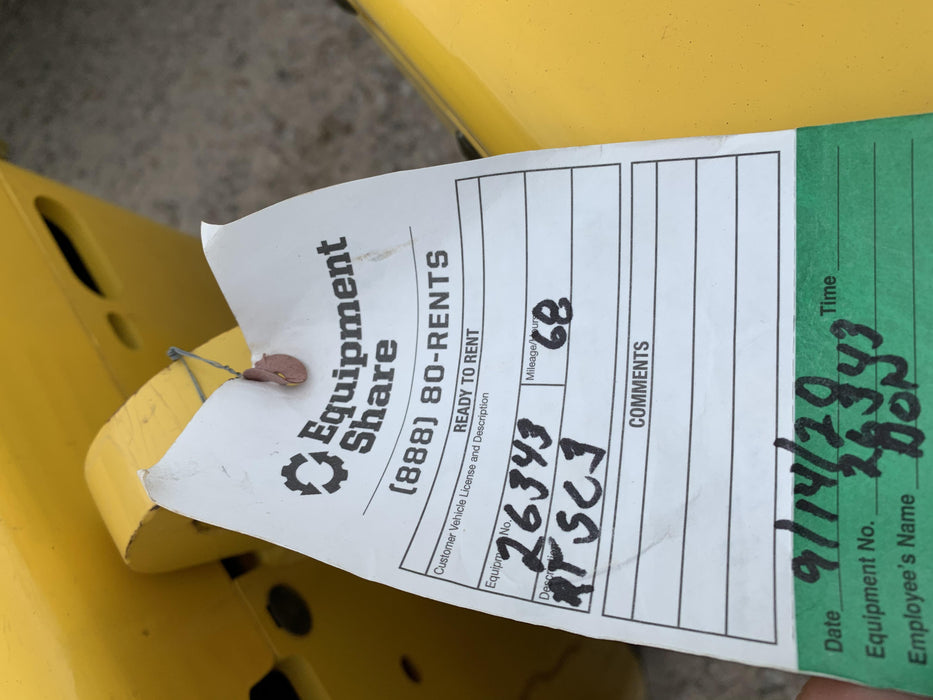 Equipment
Share
(888) 80-RENTS
READY TO RENT
Customer Vehicle License and Description
Equipment No. Mileage/Hours
26343 68
Description
COMMENTS
Date 9/14/20 Time
Equipment No. 26343
Employee's Name Don